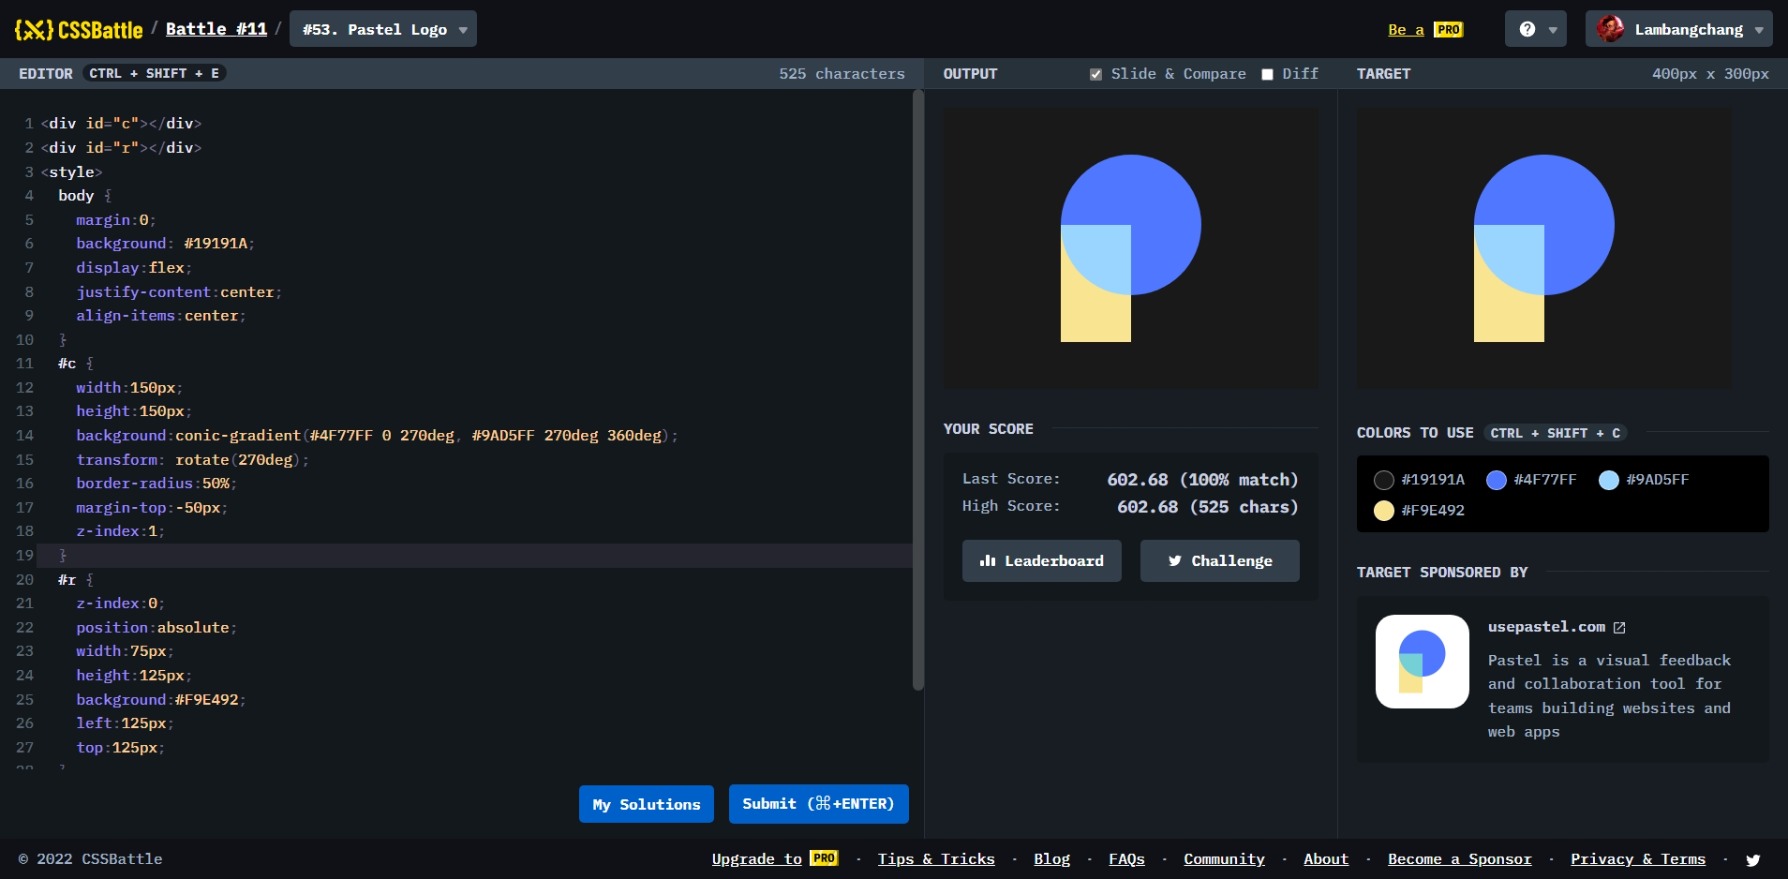 {X} CSSBattle / Battle #11 / #53. Pastel Logo
Be a PRO
? Lambangchang
EDITOR CTRL + SHIFT + E 525 characters
OUTPUT Slide & Compare Diff
TARGET 400px x 300px
1 <div id="c"></div>
2 <div id="r"></div>
3 <style>
4 body {
5 margin:0;
6 background: #19191A;
7 display:flex;
8 justify-content:center;
9 align-items:center;
10 }
11 #c {
12 width:150px;
13 height:150px;
14 background:conic-gradient(#4F77FF 0 270deg, #9AD5FF 270deg 360deg);
15 transform: rotate(270deg);
16 border-radius:50%;
17 margin-top:-50px;
18 z-index:1;
19 }
20 #r {
21 z-index:0;
22 position:absolute;
23 width:75px;
24 height:125px;
25 background:#F9E492;
26 left:125px;
27 top:125px;
My Solutions
Submit (⌘+ENTER)
YOUR SCORE
Last Score: 602.68 (100% match)
High Score: 602.68 (525 chars)
Leaderboard
Challenge
COLORS TO USE CTRL + SHIFT + C
#19191A #4F77FF #9AD5FF
#F9E492
TARGET SPONSORED BY
usepastel.com
Pastel is a visual feedback
and collaboration tool for
teams building websites and
web apps
© 2022 CSSBattle
Upgrade to PRO · Tips & Tricks · Blog · FAQs · Community · About · Become a Sponsor · Privacy & Terms ·